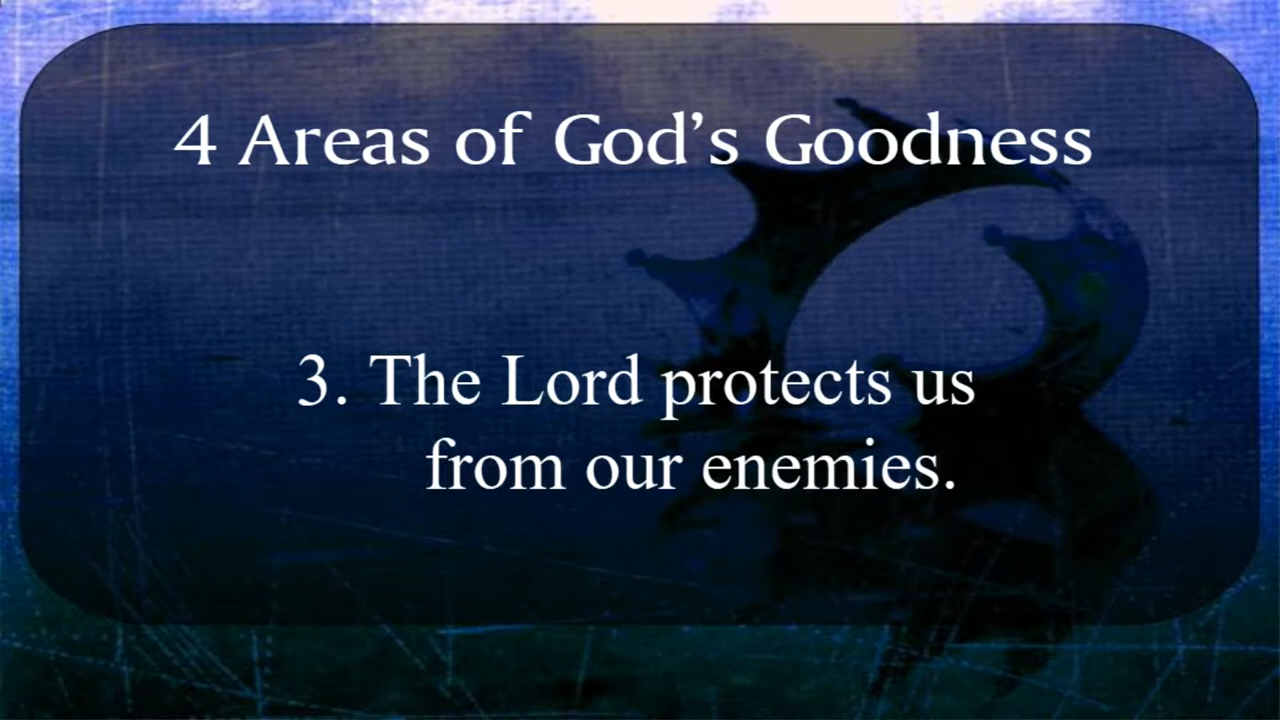 4 Areas of God’s Goodness
3. The Lord protects us
from our enemies.